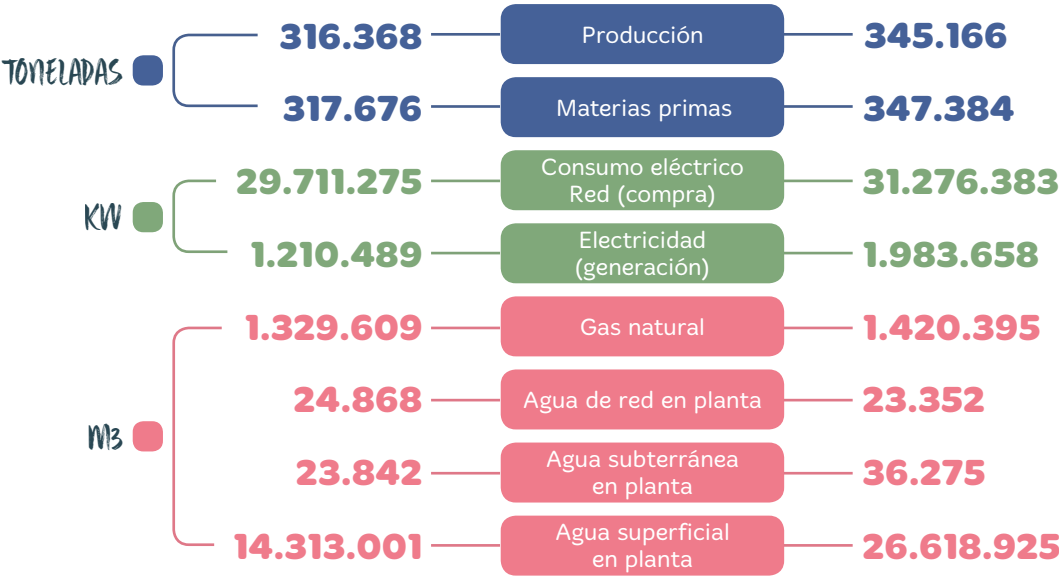 TONELADAS
316.368 Producción 345.166
317.676 Materias primas 347.384
KW
29.711.275 Consumo eléctrico
Red (compra) 31.276.383
1.210.489 Electricidad
(generación) 1.983.658
M3
1.329.609 Gas natural 1.420.395
24.868 Agua de red en planta 23.352
23.842 Agua subterránea
en planta 36.275
14.313.001 Agua superficial
en planta 26.618.925